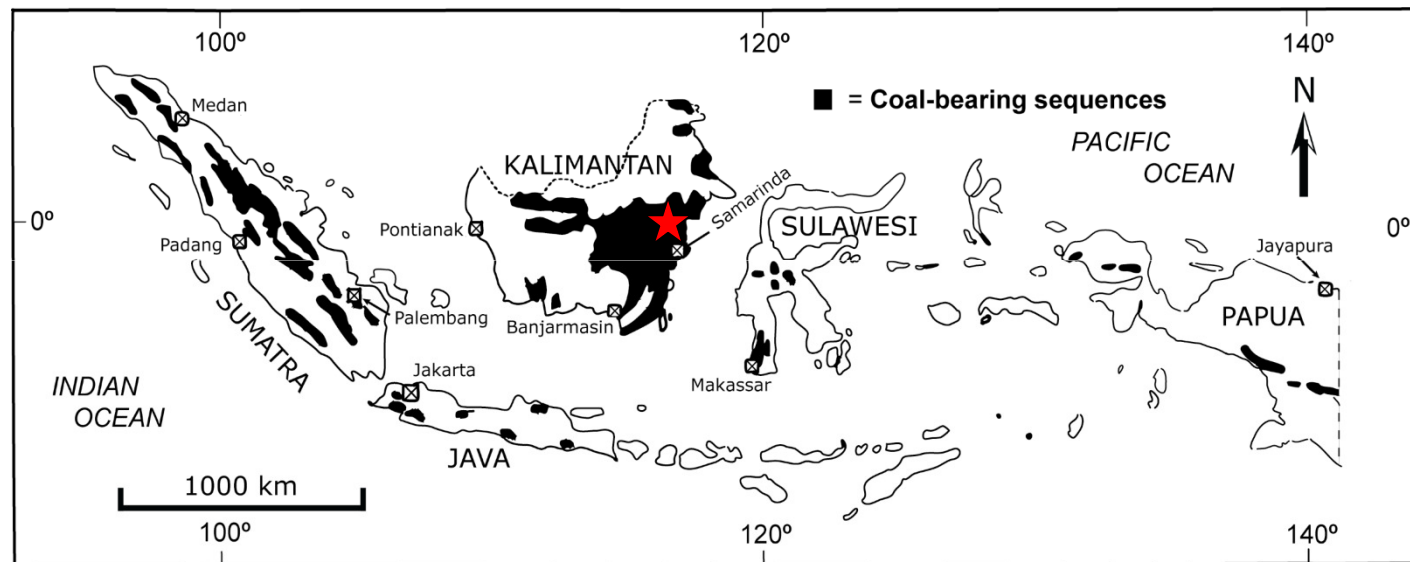 100º
120º
140º
Medan
■ = Coal-bearing sequences
N
PACIFIC
OCEAN
KALIMANTAN
Samarinda
0º
Pontianak
SULAWESI
0º
Padang
Jayapura
SUMATRA
Palembang
Banjarmasin
PAPUA
Jakarta
Makassar
INDIAN
OCEAN
JAVA
1000 km
100º
120º
140º